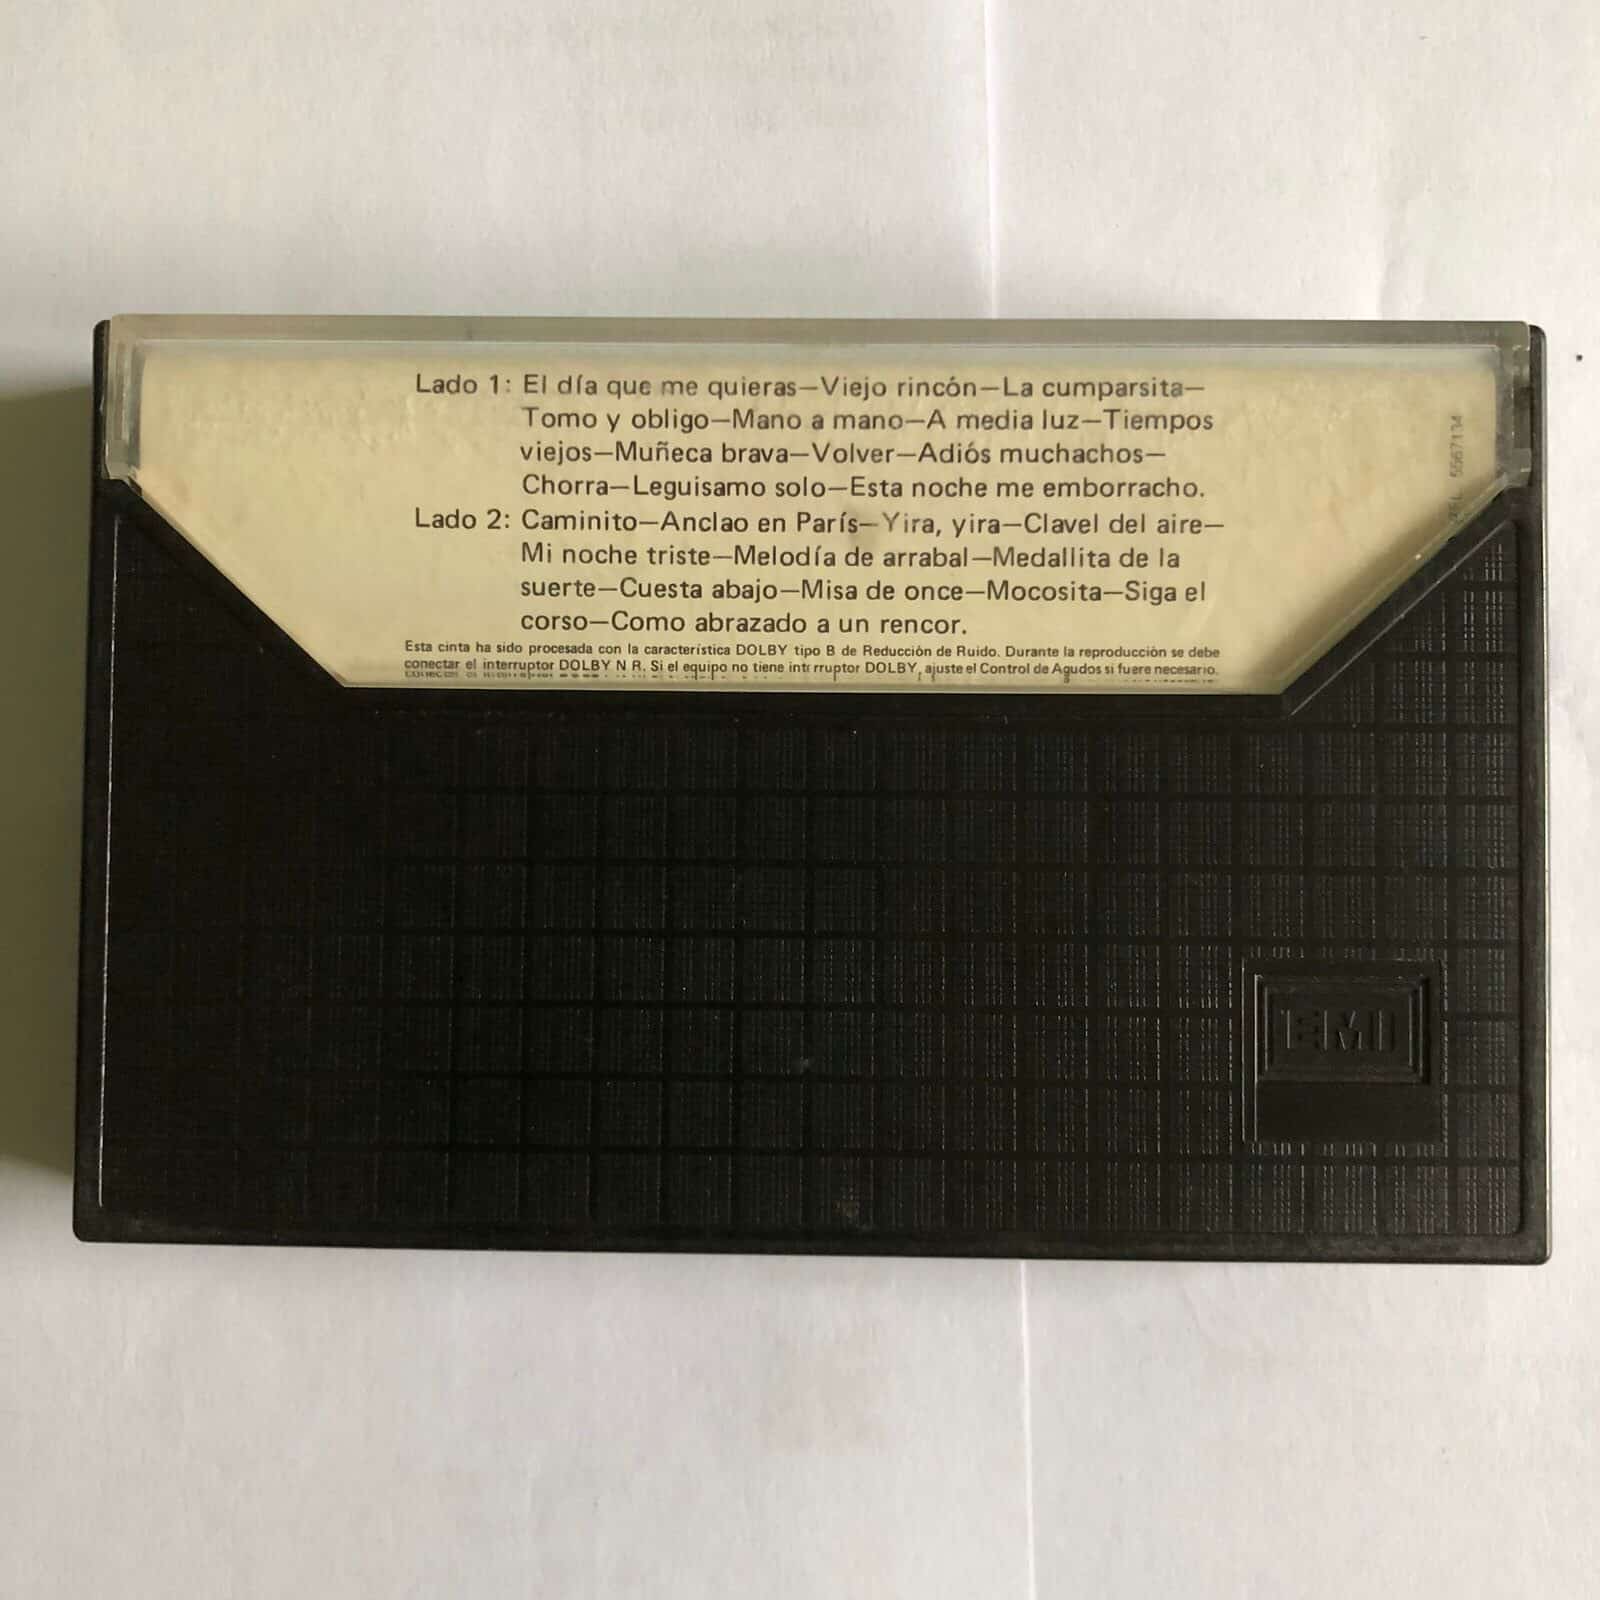 Lado 1: El día que me quieras—Viejo rincón—La cumparsita—
Tomo y obligo—Mano a mano—A media luz—Tiempos
viejos—Muñeca brava—Volver—Adiós muchachos—
Chorra—Leguisamo solo—Esta noche me emborracho.
Lado 2: Caminito—Anclao en París—Yira, yira—Clavel del aire—
Mi noche triste—Melodía de arrabal—Medallita de la
suerte—Cuesta abajo—Misa de once—Mocosita—Siga el
corso—Como abrazado a un rencor.
Esta cinta ha sido procesada con la característica DOLBY tipo B de Reducción de Ruido. Durante la reproducción se debe
conectar el interruptor DOLBY N R. Si el equipo no tiene interruptor DOLBY, ajuste el Control de Agudos si fuere necesario.
5567134
EMI